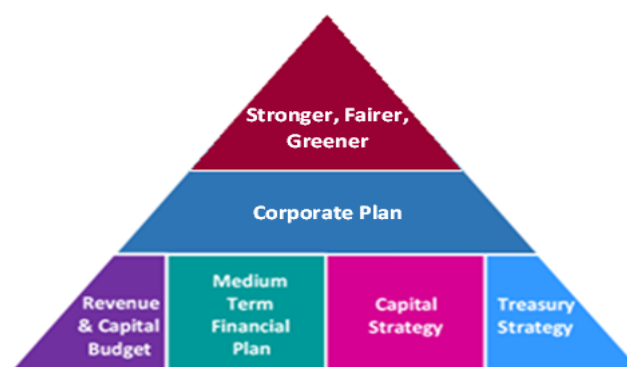 Stronger, Fairer,
Greener
Corporate Plan
Revenue
& Capital
Budget
Medium
Term
Financial
Plan
Capital
Strategy
Treasury
Strategy